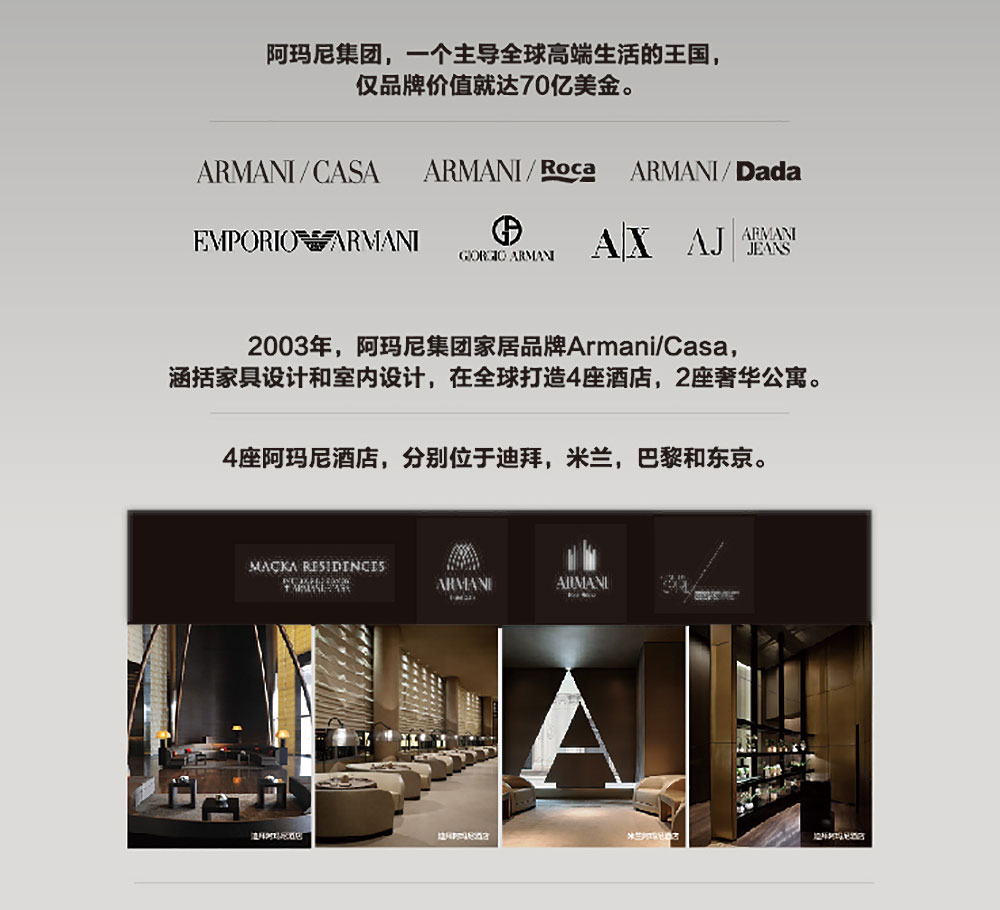 阿玛尼集团，一个主导全球高端生活的王国，
仅品牌价值就达70亿美金。
ARMANI / CASA ARMANI / Roca ARMANI / Dada
EMPORIO ARMANI GIORGIO ARMANI A|X AJ ARMANI JEANS
2003年，阿玛尼集团家居品牌Armani/Casa，
涵括家具设计和室内设计，在全球打造4座酒店，2座奢华公寓。
4座阿玛尼酒店，分别位于迪拜，米兰，巴黎和东京。
MAÇKA RESIDENCES
ARMANI ARMANI
迪拜阿玛尼酒店 迪拜阿玛尼酒店 米兰阿玛尼酒店 迪拜阿玛尼酒店